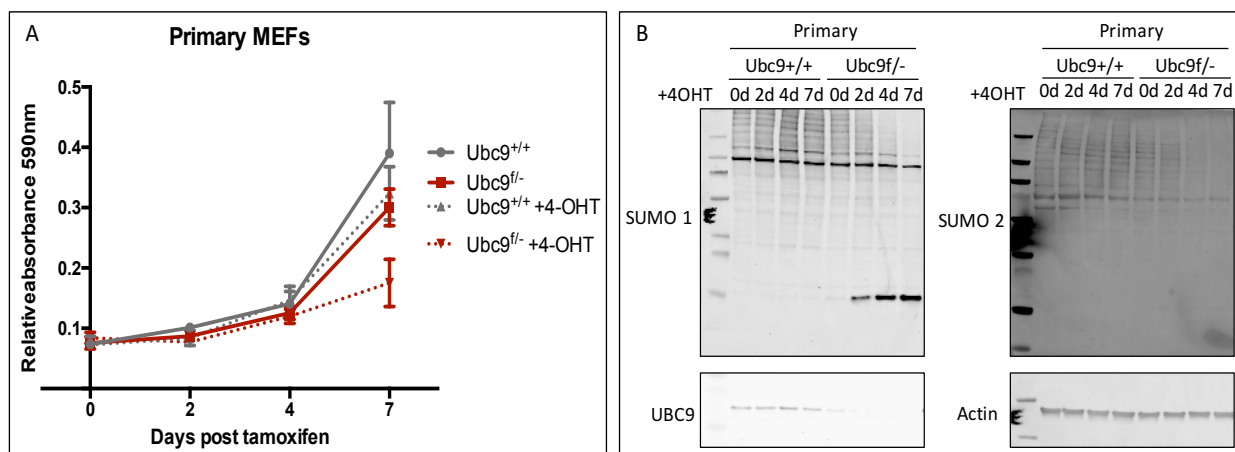 A
Primary MEFs
Relativeabsorbance 590nm
0.5
0.4
0.3
0.2
0.1
0 2 4 7
Days post tamoxifen
Ubc9+/+
Ubc9f/-
Ubc9+/+ +4-OHT
Ubc9f/- +4-OHT
B
Primary
Ubc9+/+ Ubc9f/-
+4OHT 0d 2d 4d 7d 0d 2d 4d 7d
SUMO 1
UBC9
Primary
Ubc9+/+ Ubc9f/-
+4OHT 0d 2d 4d 7d 0d 2d 4d 7d
SUMO 2
Actin